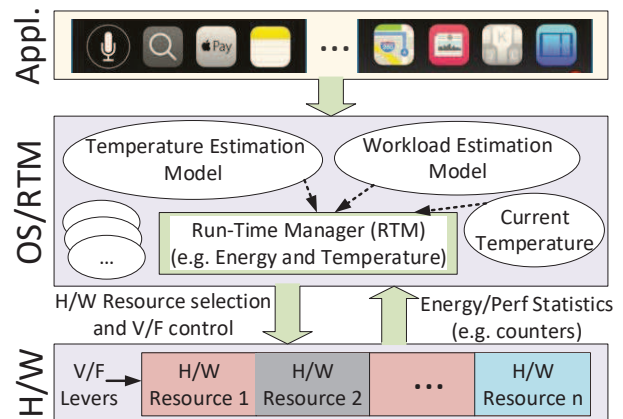 Appl.
Pay
...
280
K
OS/RTM
Temperature Estimation
Model
Workload Estimation
Model
...
Run-Time Manager (RTM)
(e.g. Energy and Temperature)
Current
Temperature
H/W Resource selection
and V/F control
Energy/Perf Statistics
(e.g. counters)
H/W
V/F
Levers
H/W
Resource 1
H/W
Resource 2
...
H/W
Resource n